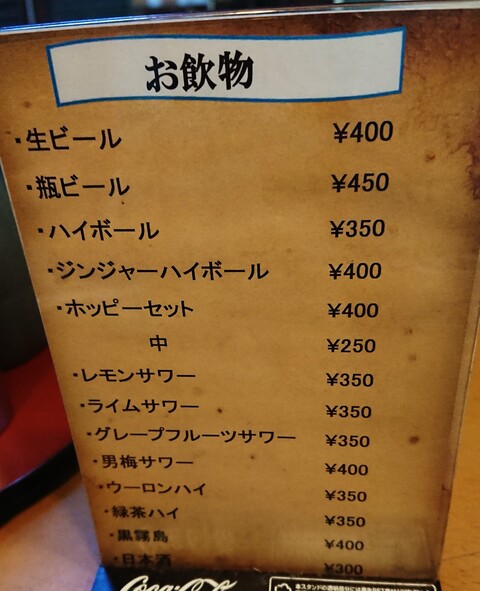 お飲物
・生ビール ¥400
・瓶ビール ¥450
・ハイボール ¥350
・ジンジャーハイボール ¥400
・ホッピーセット ¥400
中 ¥250
・レモンサワー ¥350
・ライムサワー ¥350
・グレープフルーツサワー ¥350
・男梅サワー ¥400
・ウーロンハイ ¥350
・緑茶ハイ ¥350
・黒霧島 ¥400
・日本酒 ¥300
Coca-Cola